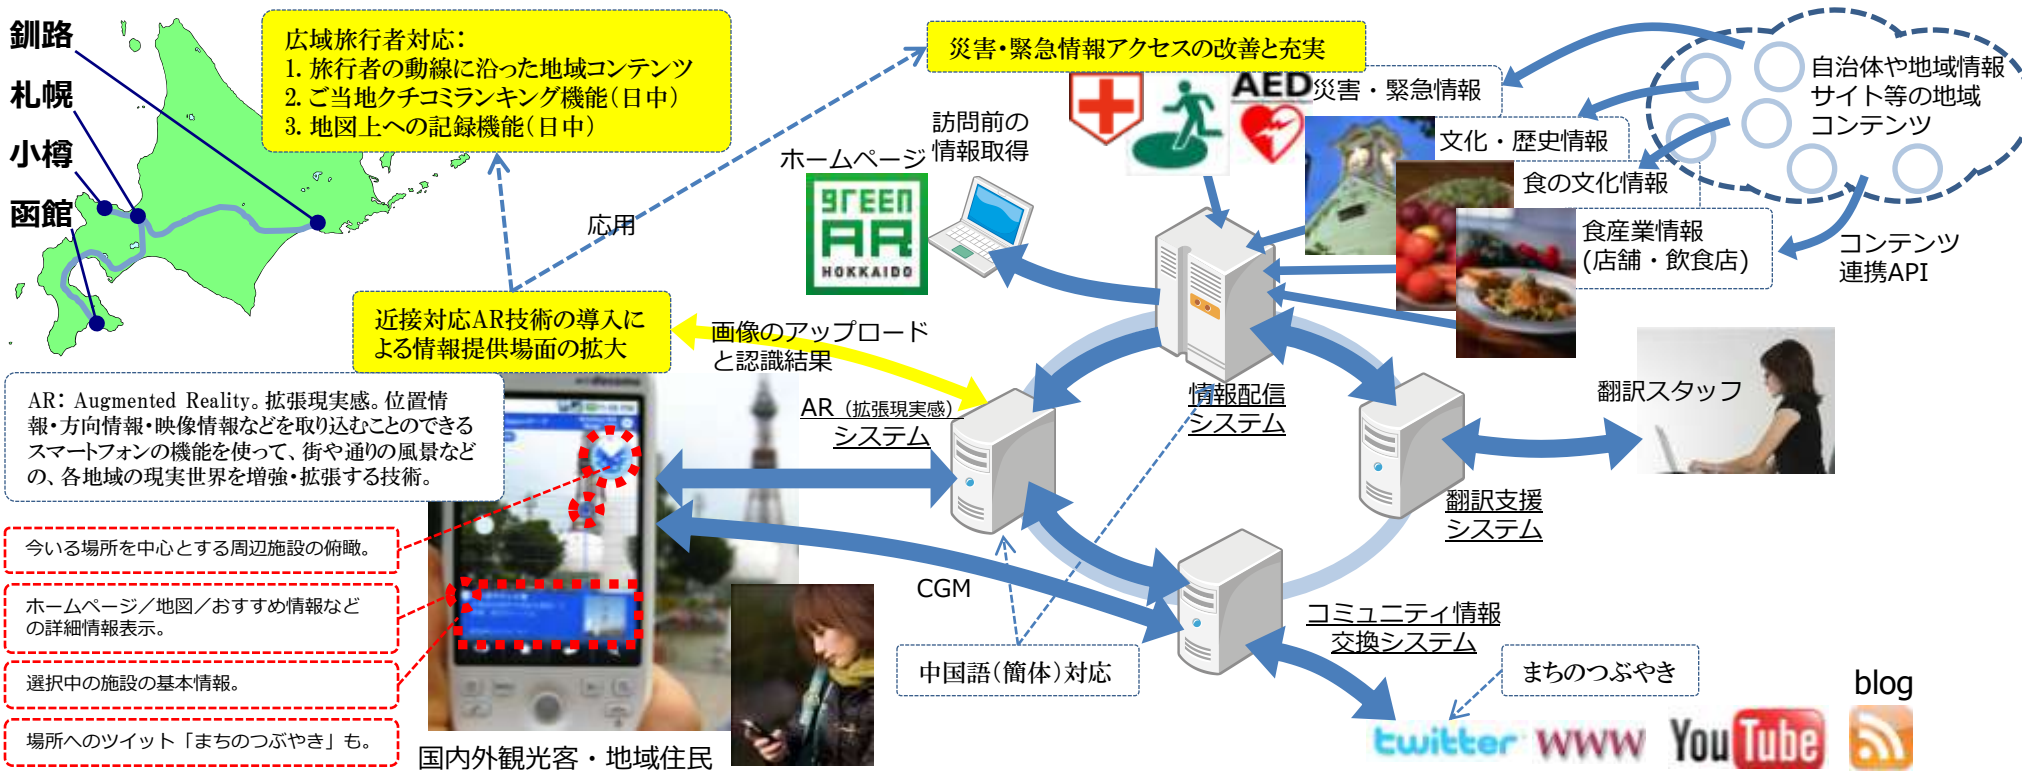 釧路
札幌
小樽
函館
広域旅行者対応：
1. 旅行者の動線に沿った地域コンテンツ
2. ご当地クチコミランキング機能（日中）
3. 地図上への記録機能（日中）
災害・緊急情報アクセスの改善と充実
AED
災害・緊急情報
文化・歴史情報
食の文化情報
食産業情報
(店舗・飲食店)
自治体や地域情報
サイト等の地域
コンテンツ
コンテンツ
連携API
訪問前の
情報取得
ホームページ
green
AR
HOKKAIDO
応用
近接対応AR技術の導入に
よる情報提供場面の拡大
画像のアップロード
と認識結果
AR： Augmented Reality。拡張現実感。位置情
報・方向情報・映像情報などを取り込むことのできる
スマートフォンの機能を使って、街や通りの風景など
の、各地域の現実世界を増強・拡張する技術。
AR（拡張現実感）
システム
情報配信
システム
翻訳スタッフ
翻訳支援
システム
今いる場所を中心とする周辺施設の俯瞰。
ホームページ／地図／おすすめ情報など
の詳細情報表示。
選択中の施設の基本情報。
場所へのツイット「まちのつぶやき」も。
国内外観光客・地域住民
CGM
コミュニティ情報
交換システム
中国語（簡体）対応
まちのつぶやき
blog
twitter
www
YouTube